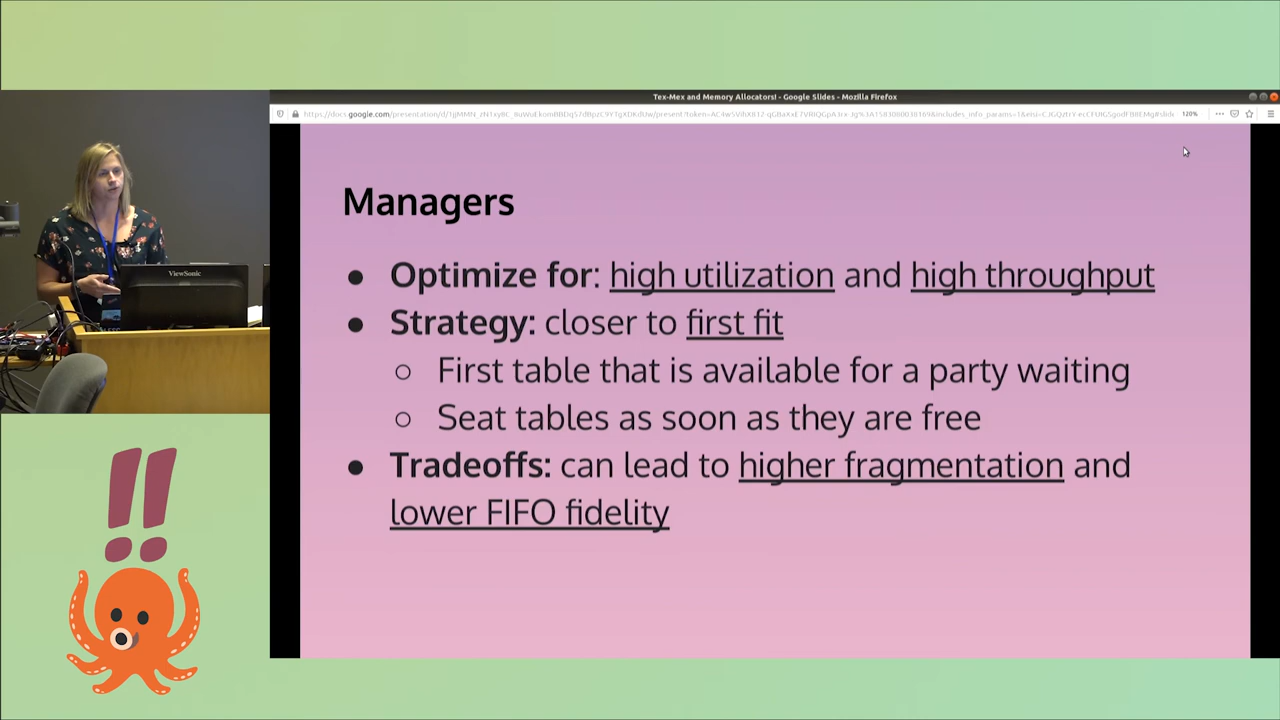 Tex-Mex and Memory Allocators! - Google Slides - Mozilla Firefox
120%
ViewSonic
Managers
● Optimize for: high utilization and high throughput
● Strategy: closer to first fit
○ First table that is available for a party waiting
○ Seat tables as soon as they are free
● Tradeoffs: can lead to higher fragmentation and
lower FIFO fidelity
!!